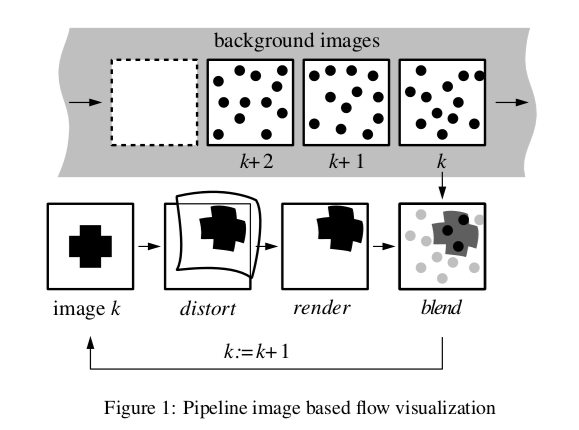 background images
k+2 k+1 k
image k distort render blend
k:=k+1
Figure 1: Pipeline image based flow visualization